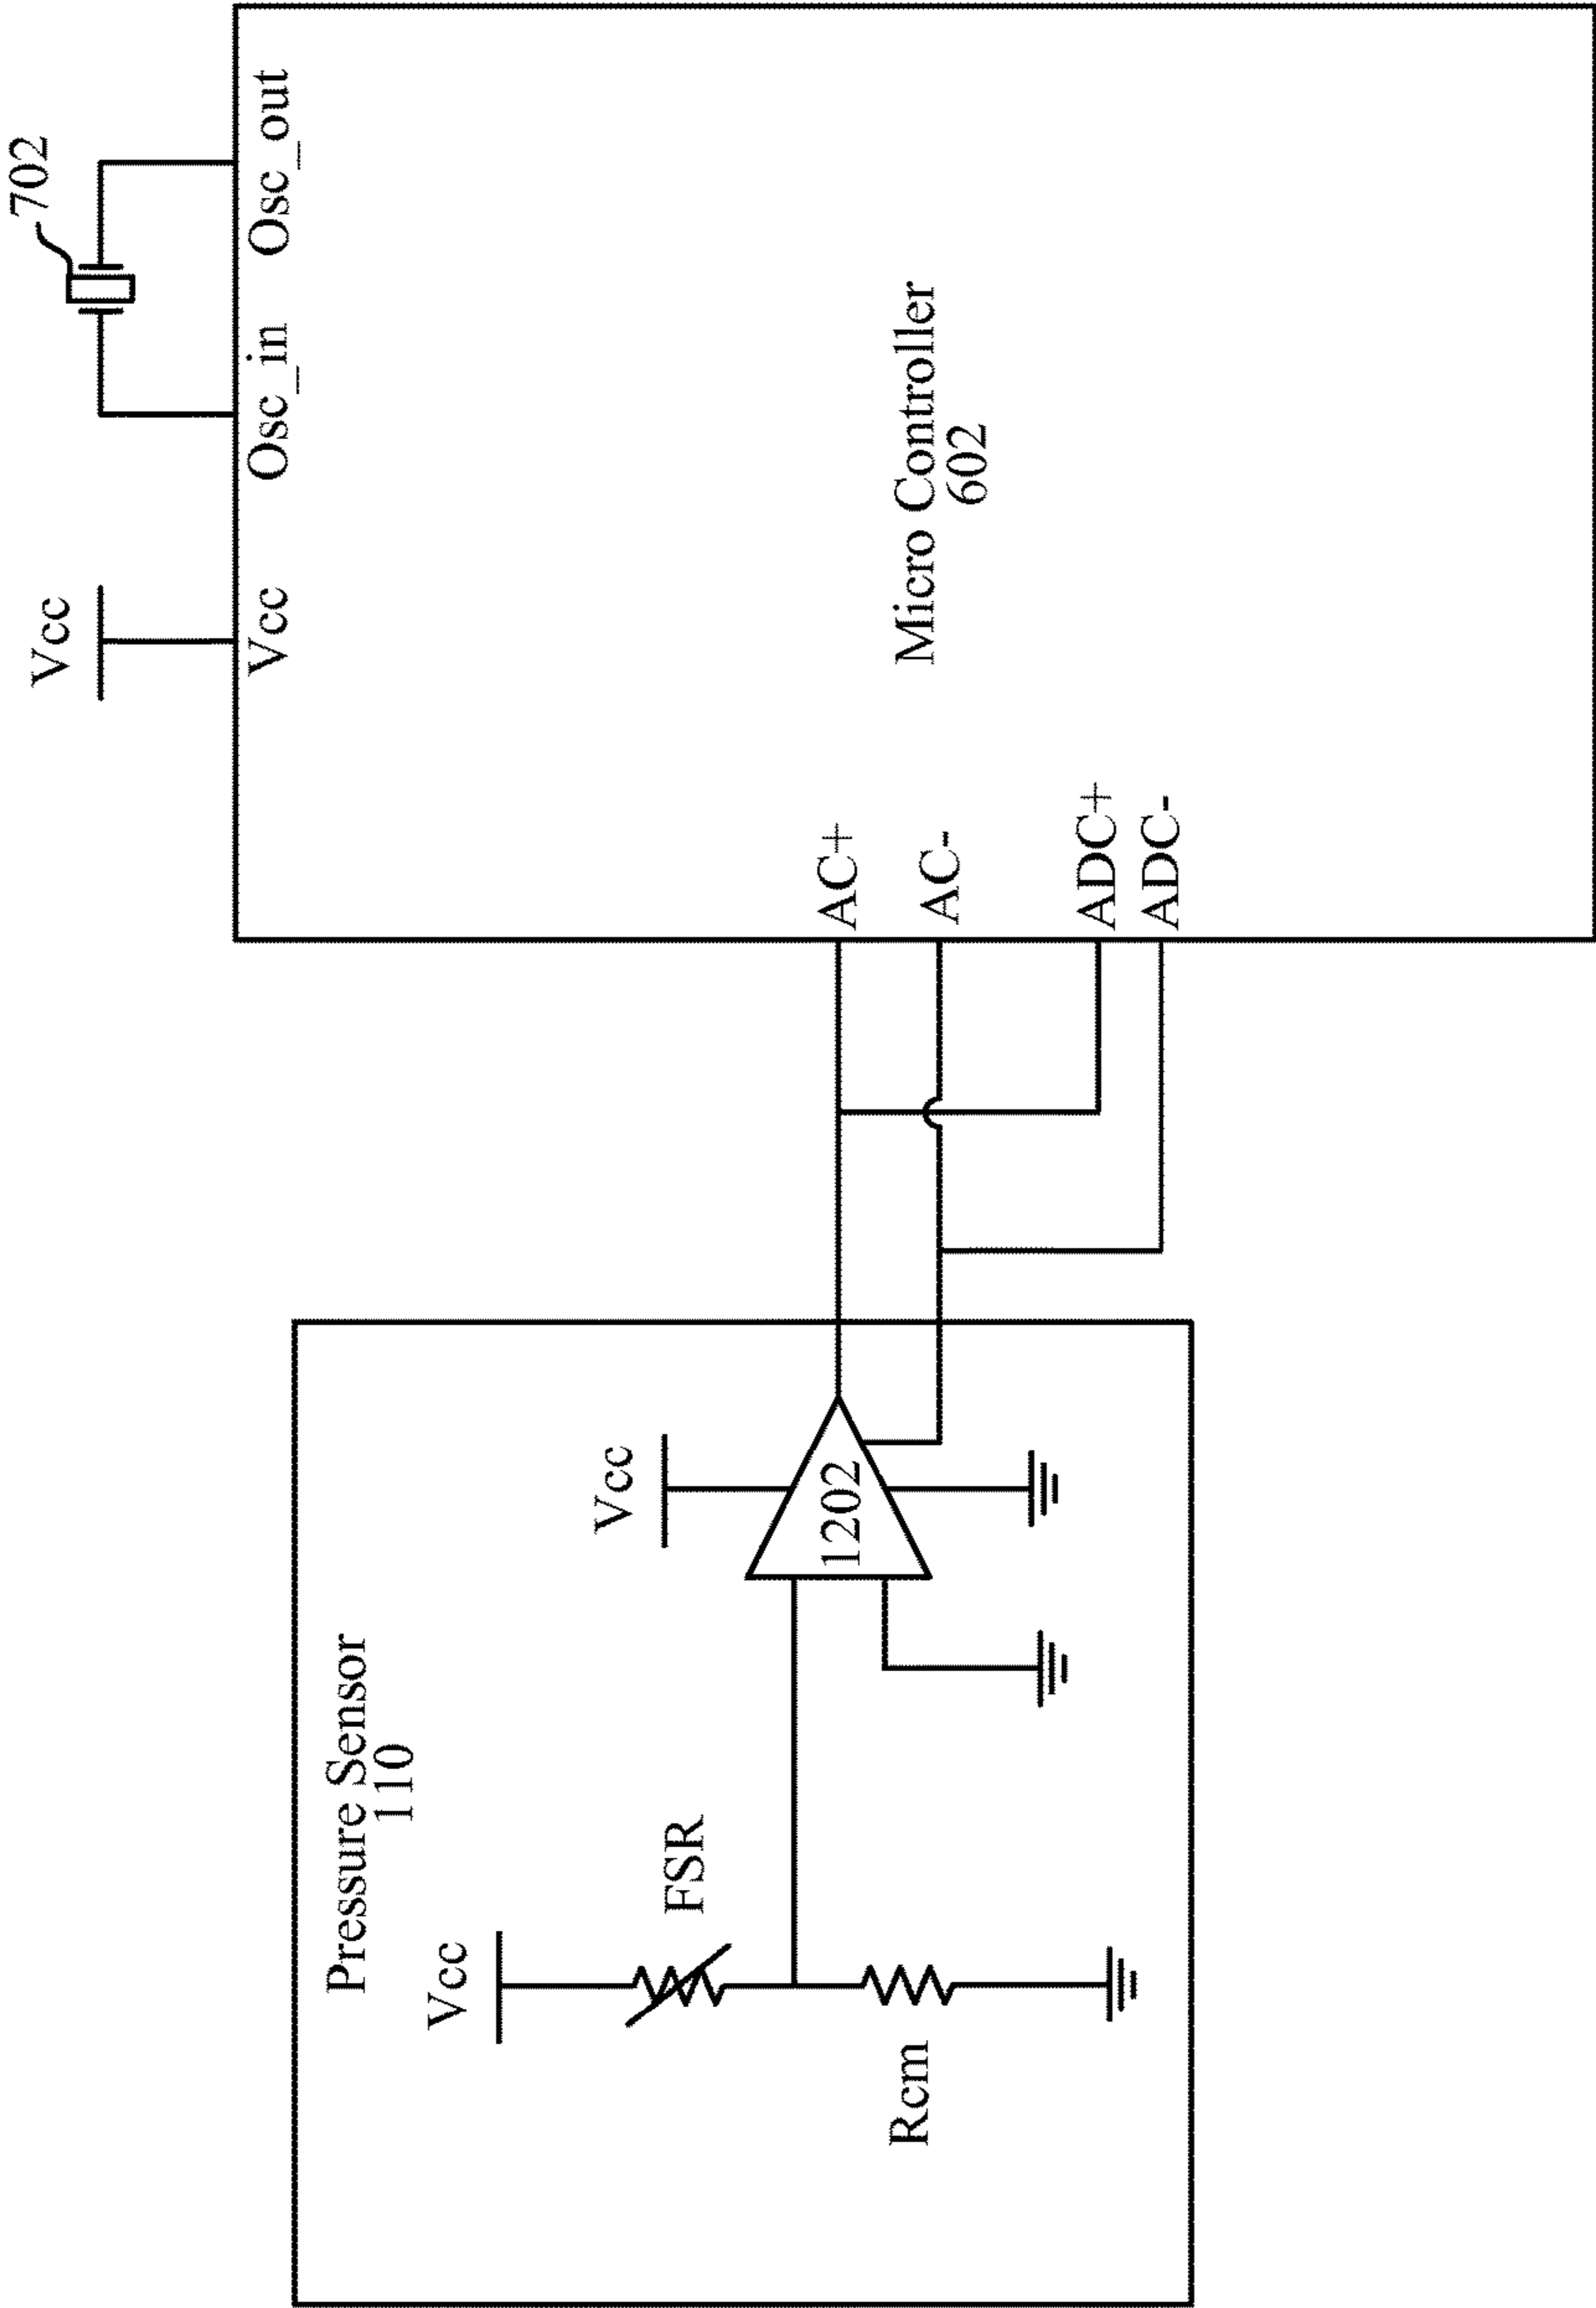 702
Vcc
Vcc
Osc_in
Osc_out
Micro Controller
602
AC+
AC-
ADC+
ADC-
Pressure Sensor
110
Vcc
FSR
Rcm
Vcc
1202